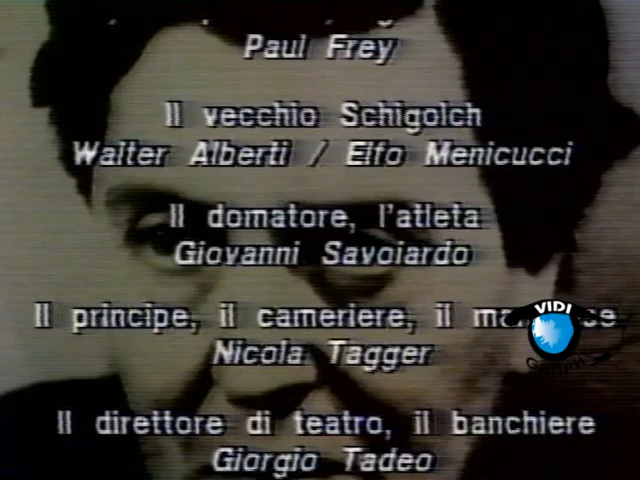 Paul Frey
Il vecchio Schigolch
Walter Alberti / Elfo Menicucci
Il domatore, l'atleta
Giovanni Savoiardo
Il principe, il cameriere, il
Nicola Tagger
VIDI
Il direttore di teatro, il banchiere
Giorgio Tadeo